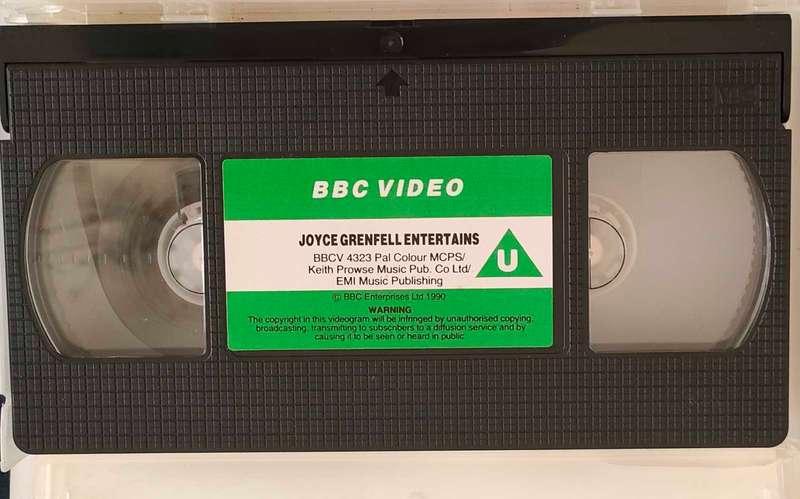 BBC VIDEO
JOYCE GRENFELL ENTERTAINS
BBCV 4323 Pal Colour MCPS/
Keith Prowse Music Pub. Co Ltd/
EMI Music Publishing
U
© BBC Enterprises Ltd 1990
WARNING
The copyright in this videogram will be infringed by unauthorised copying,
broadcasting, transmitting to subscribers to a diffusion service and by
causing it to be seen or heard in public